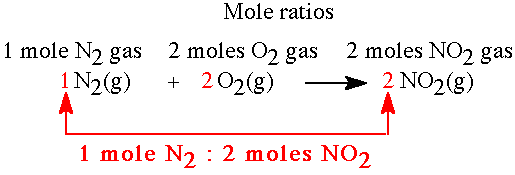 Mole ratios
1 mole N2 gas 2 moles O2 gas 2 moles NO2 gas
1 N2(g) + 2 O2(g) → 2 NO2(g)
1 mole N2 : 2 moles NO2